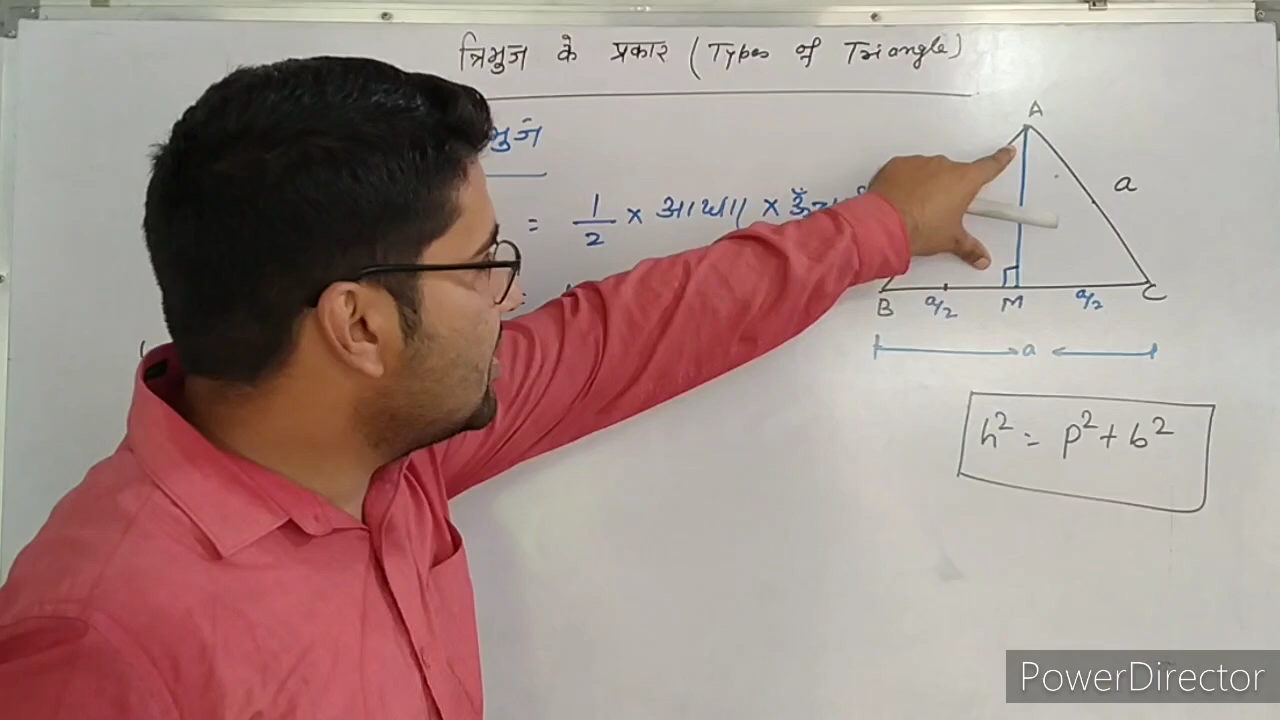 त्रिभुज के प्रकार (Types of Triangle)
A
a
= 1/2 × आधार ×
=
B a/2 M a/2 C
a
h² = p² + b²
PowerDirector